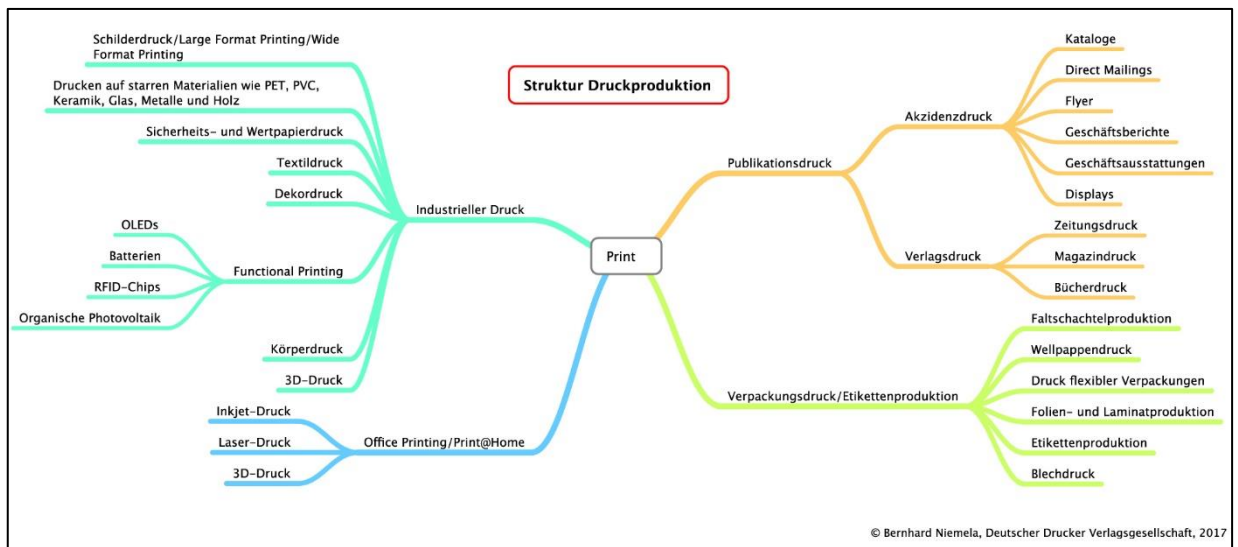 Struktur Druckproduktion
Print
Publikationsdruck
Akzidenzdruck
Kataloge
Direct Mailings
Flyer
Geschäftsberichte
Geschäftsausstattungen
Displays
Verlagsdruck
Zeitungsdruck
Magazindruck
Bücherdruck
Verpackungsdruck/Etikettenproduktion
Faltschachtelproduktion
Wellpappendruck
Druck flexibler Verpackungen
Folien- und Laminatproduktion
Etikettenproduktion
Blechdruck
Industrieller Druck
Schilderdruck/Large Format Printing/Wide
Format Printing
Drucken auf starren Materialien wie PET, PVC,
Keramik, Glas, Metalle und Holz
Sicherheits- und Wertpapierdruck
Textildruck
Dekordruck
Functional Printing
OLEDs
Batterien
RFID-Chips
Organische Photovoltaik
Körperdruck
3D-Druck
Office Printing/Print@Home
Inkjet-Druck
Laser-Druck
3D-Druck
© Bernhard Niemela, Deutscher Drucker Verlagsgesellschaft, 2017